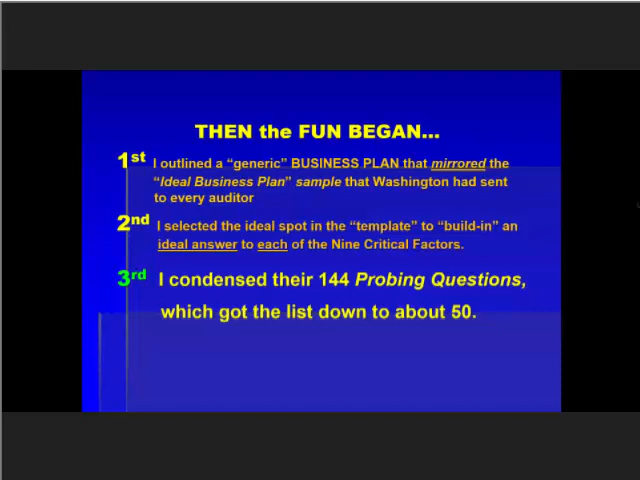 THEN the FUN BEGAN...
1st I outlined a “generic” BUSINESS PLAN that mirrored the
“Ideal Business Plan” sample that Washington had sent
to every auditor
2nd I selected the ideal spot in the “template” to “build-in” an
ideal answer to each of the Nine Critical Factors.
3rd I condensed their 144 Probing Questions,
which got the list down to about 50.